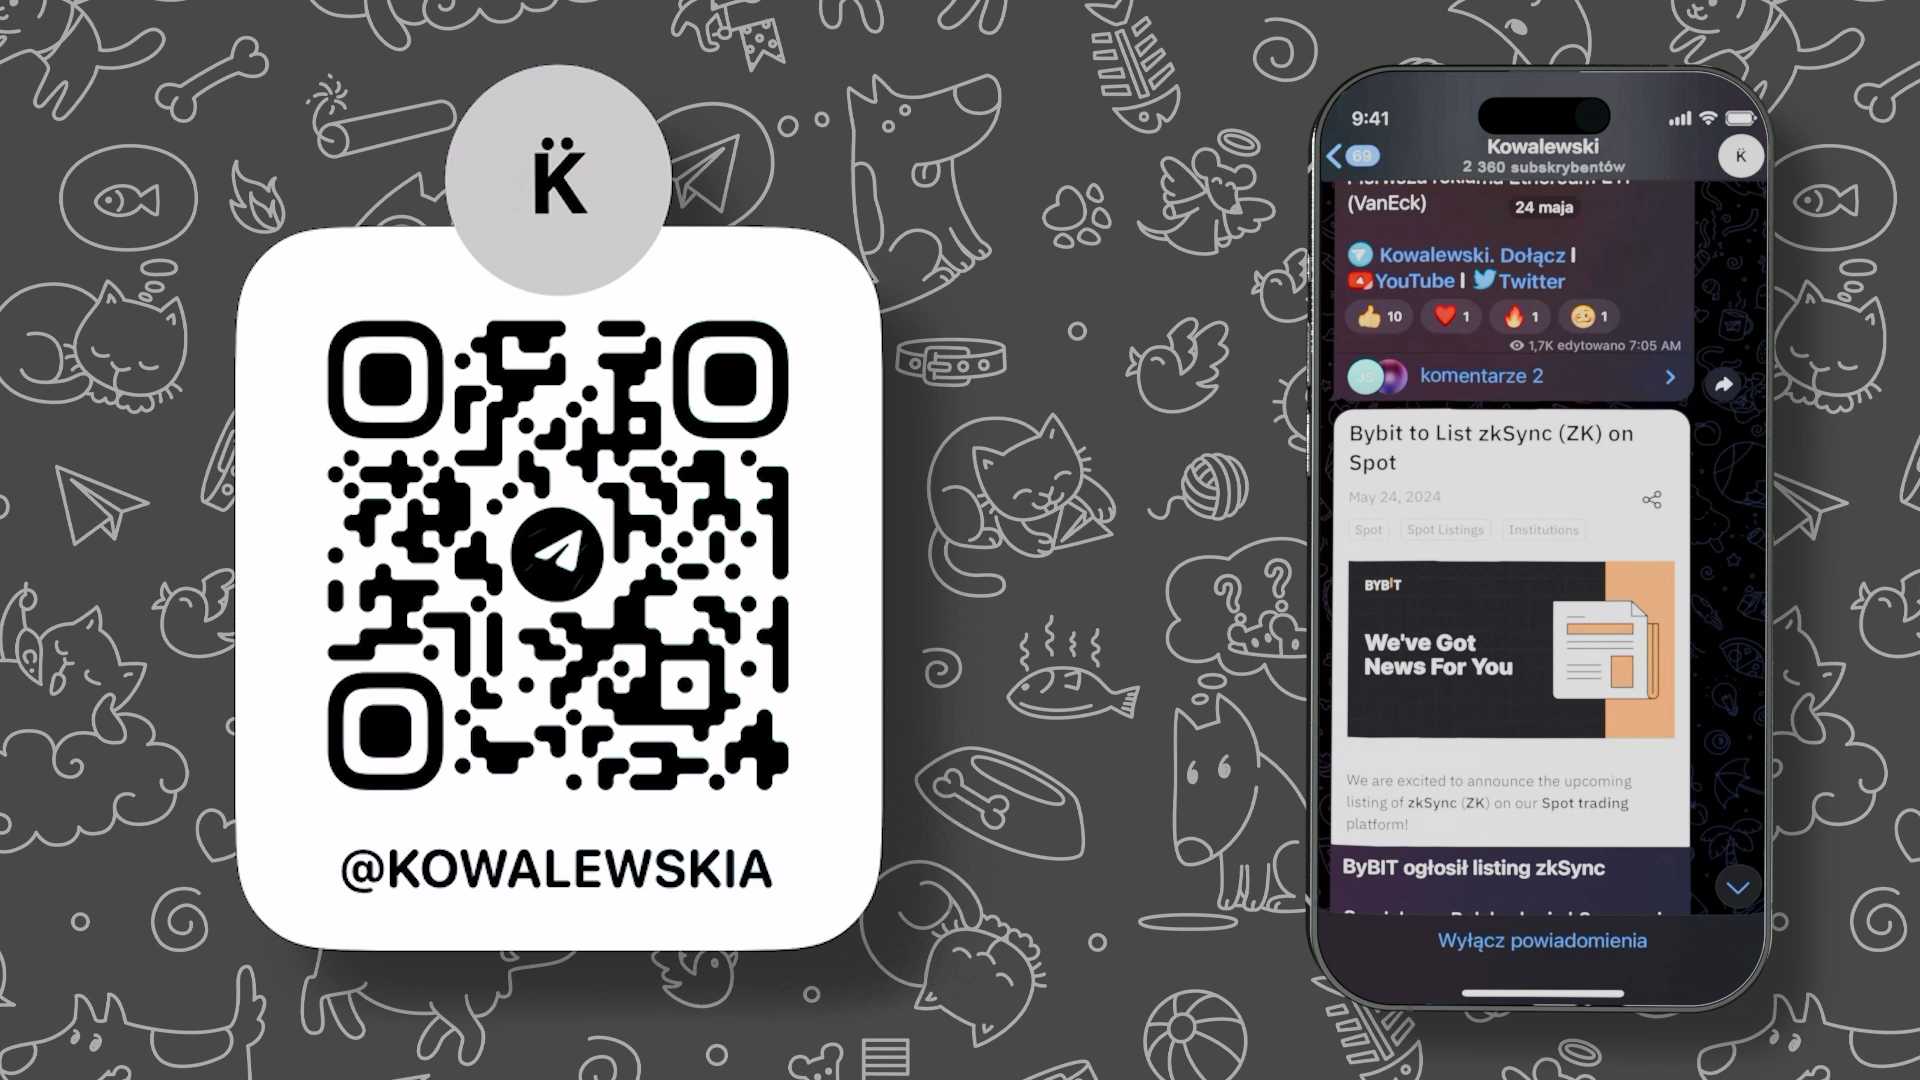 K̈
@KOWALEWSKIA
9:41
69
Kowalewski
2 360 subskrybentów
K̈
(VanEck)
24 maja
Kowalewski. Dołącz |
YouTube | Twitter
10 1 1 1
1,7K edytowano 7:05 AM
JS
komentarze 2
Bybit to List zkSync (ZK) on
Spot
May 24, 2024
Spot Spot Listings Institutions
BYBIT
We've Got
News For You
We are excited to announce the upcoming
listing of zkSync (ZK) on our Spot trading
platform!
ByBIT ogłosił listing zkSync
Wyłącz powiadomienia